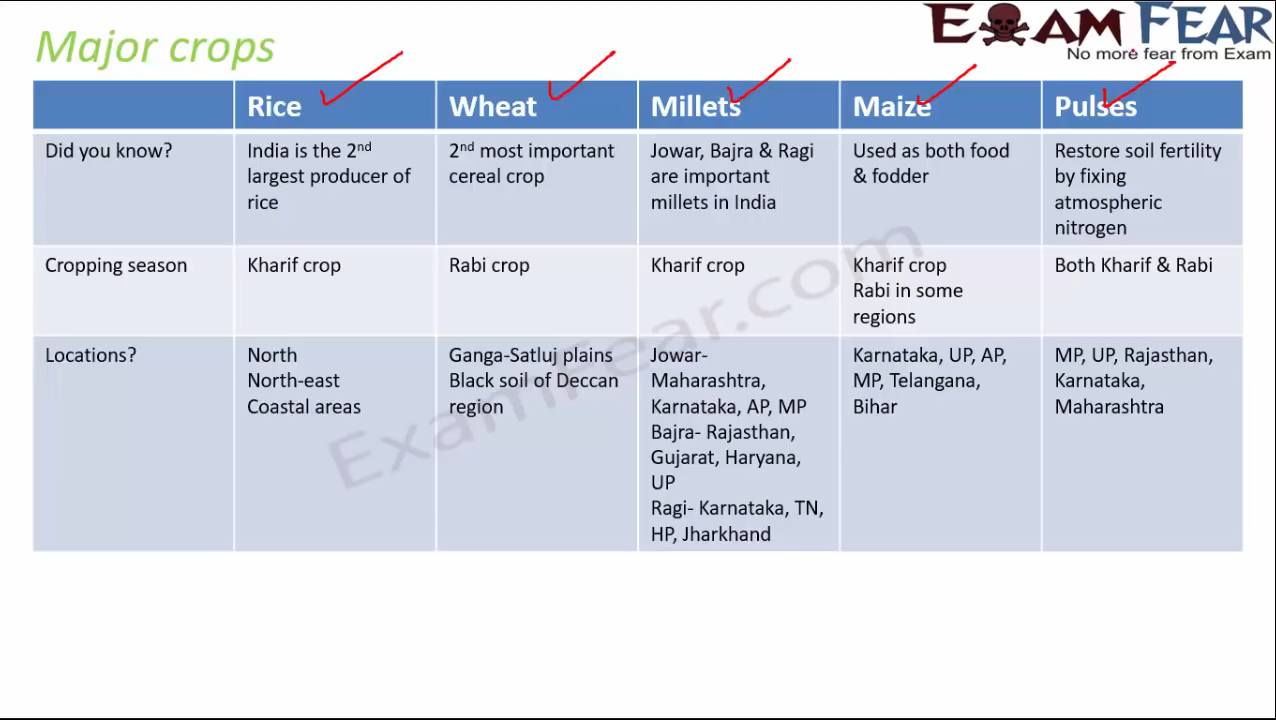 Major crops
EXAM FEAR
No more fear from Exam
Rice
Wheat
Millets
Maize
Pulses
Did you know?
India is the 2nd
largest producer of
rice
2nd most important
cereal crop
Jowar, Bajra & Ragi
are important
millets in India
Used as both food
& fodder
Restore soil fertility
by fixing
atmospheric
nitrogen
Cropping season
Kharif crop
Rabi crop
Kharif crop
Kharif crop
Rabi in some
regions
Both Kharif & Rabi
Locations?
North
North-east
Coastal areas
Ganga-Satluj plains
Black soil of Deccan
region
Jowar-
Maharashtra,
Karnataka, AP, MP
Bajra- Rajasthan,
Gujarat, Haryana,
UP
Ragi- Karnataka, TN,
HP, Jharkhand
Karnataka, UP, AP,
MP, Telangana,
Bihar
MP, UP, Rajasthan,
Karnataka,
Maharashtra
ExamFear.com